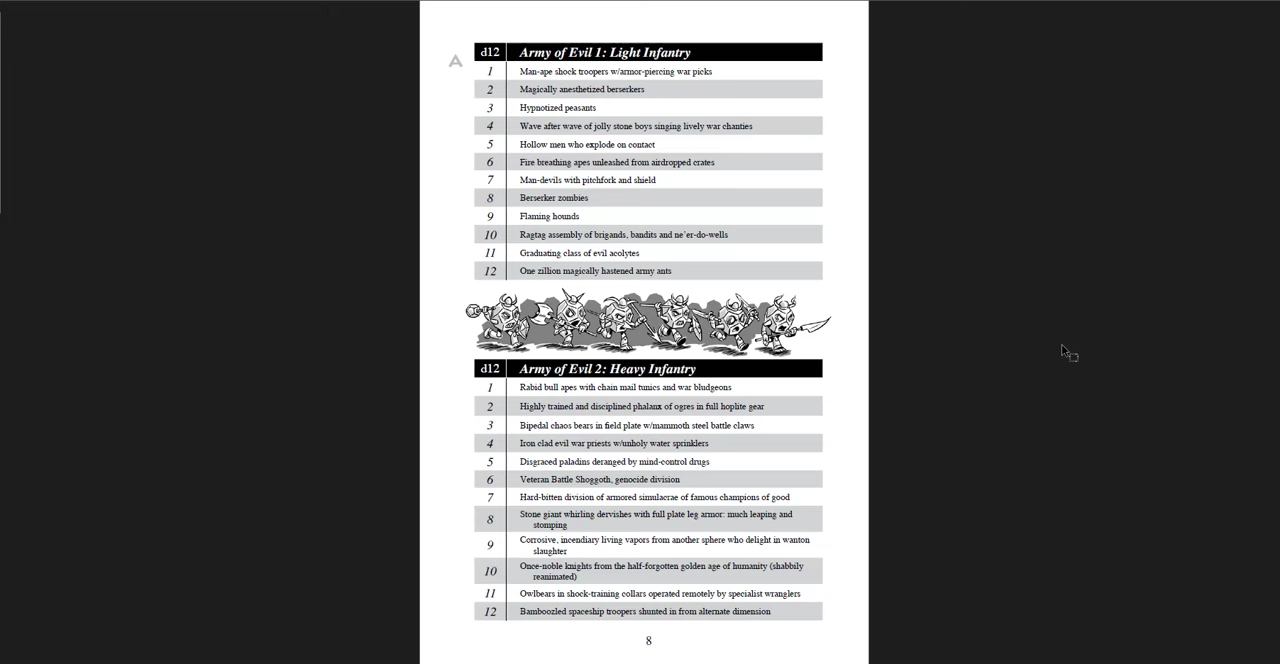 A
d12 Army of Evil 1: Light Infantry
1 Man-ape shock troopers w/armor-piercing war picks
2 Magically anesthetized berserkers
3 Hypnotized peasants
4 Wave after wave of jolly stone boys singing lively war chanties
5 Hollow men who explode on contact
6 Fire breathing apes unleashed from airdropped crates
7 Man-devils with pitchfork and shield
8 Berserker zombies
9 Flaming hounds
10 Ragtag assembly of brigands, bandits and ne'er-do-wells
11 Graduating class of evil acolytes
12 One zillion magically hastened army ants
d12 Army of Evil 2: Heavy Infantry
1 Rabid bull apes with chain mail tunics and war bludgeons
2 Highly trained and disciplined phalanx of ogres in full hoplite gear
3 Bipedal chaos bears in field plate w/mammoth steel battle claws
4 Iron clad evil war priests w/unholy water sprinklers
5 Disgraced paladins deranged by mind-control drugs
6 Veteran Battle Shoggoth, genocide division
7 Hard-bitten division of armored simulacrae of famous champions of good
8 Stone giant whirling dervishes with full plate leg armor: much leaping and
stomping
9 Corrosive, incendiary living vapors from another sphere who delight in wanton
slaughter
10 Once-noble knights from the half-forgotten golden age of humanity (shabbily
reanimated)
11 Owlbears in shock-training collars operated remotely by specialist wranglers
12 Bamboozled spaceship troopers shunted in from alternate dimension
8